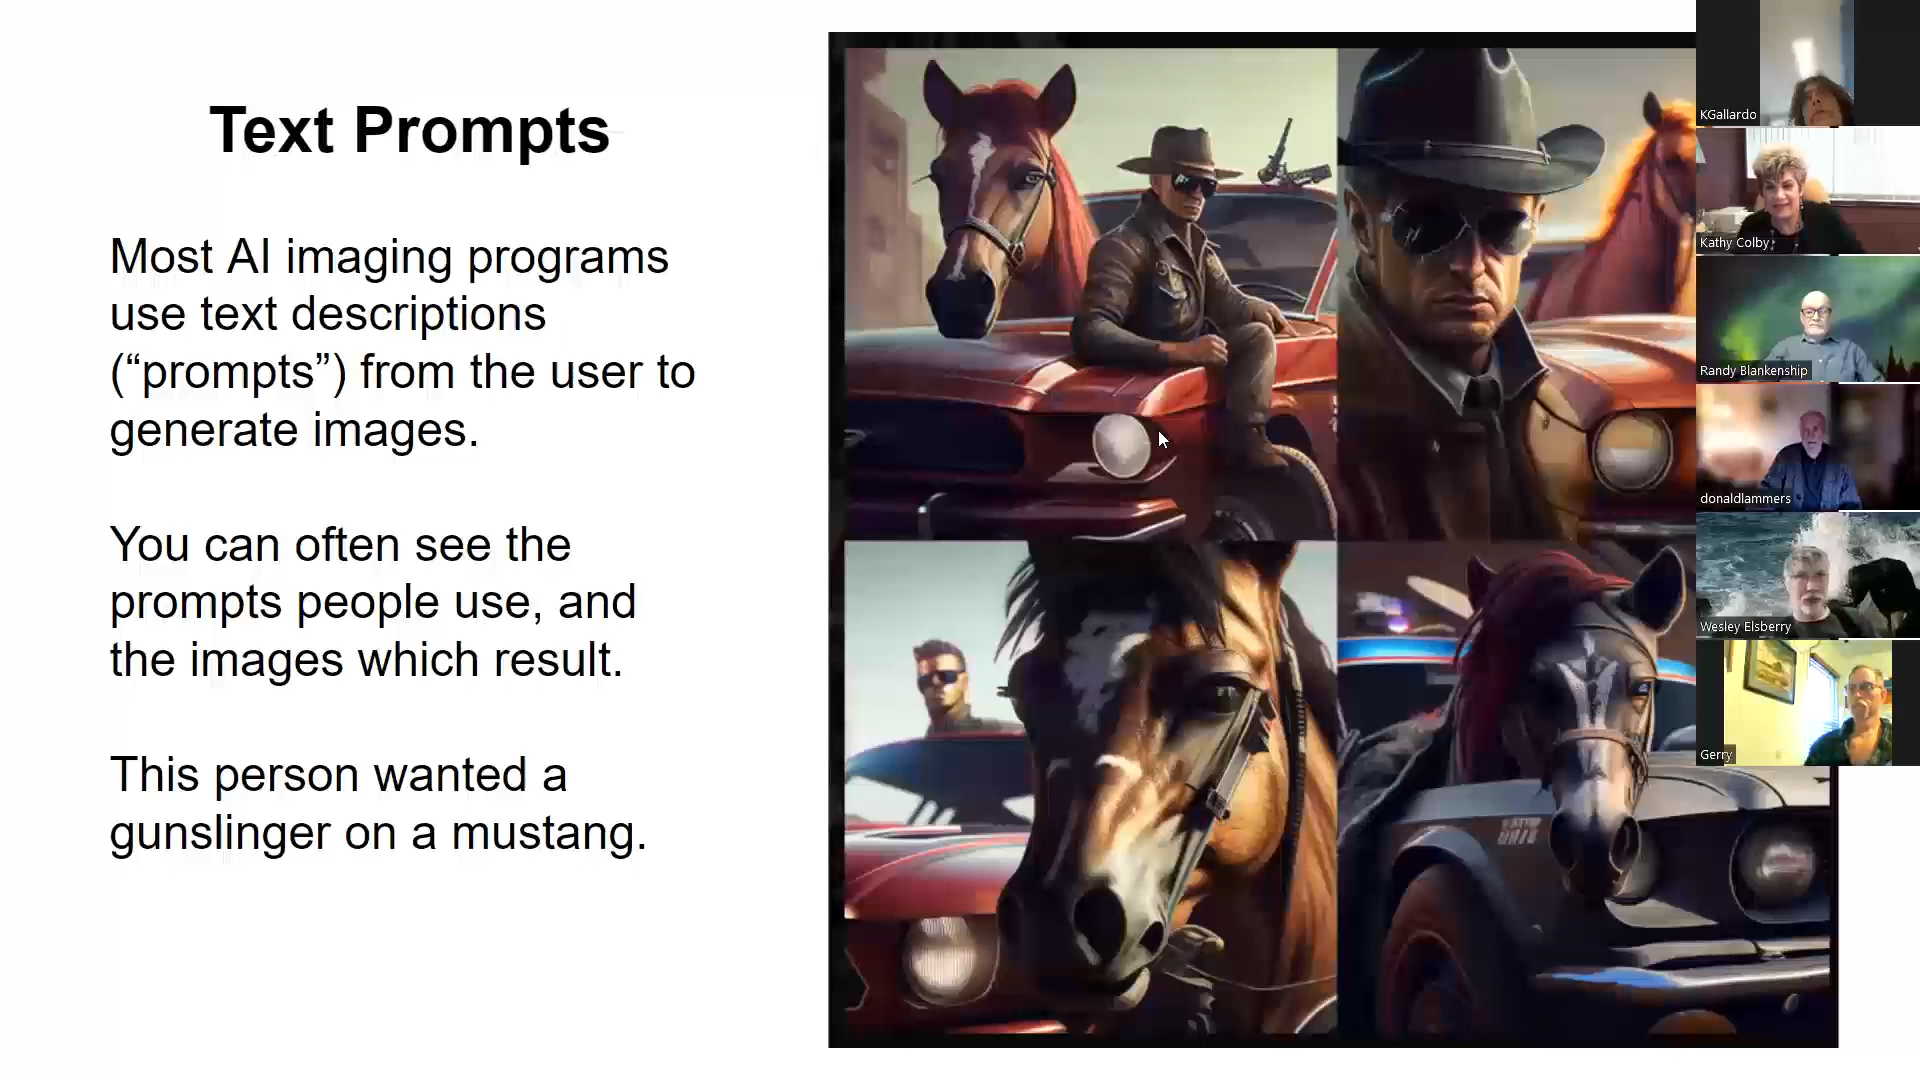 Text Prompts
Most AI imaging programs
use text descriptions
(“prompts”) from the user to
generate images.
You can often see the
prompts people use, and
the images which result.
This person wanted a
gunslinger on a mustang.
KGallardo
Kathy Colby
Randy Blankenship
donaldlammers
Wesley Elsberry
Gerry